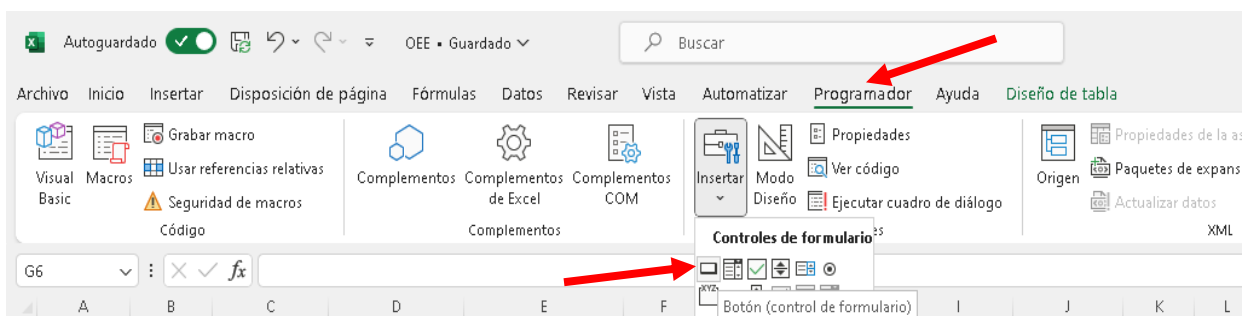 Autoguardado OEE • Guardado Buscar
Archivo Inicio Insertar Disposición de página Fórmulas Datos Revisar Vista Automatizar Programador Ayuda Diseño de tabla
Visual Basic
Macros
Grabar macro
Usar referencias relativas
Seguridad de macros
Código
Complementos
Complementos de Excel
Complementos COM
Complementos
Insertar
Modo Diseño
Propiedades
Ver código
Ejecutar cuadro de diálogo
Origen
Propiedades de la
Paquetes de
Actualizar datos
XML
Controles de formulario
G6 fx
Botón (control de formulario)
A B C D E F I J K L